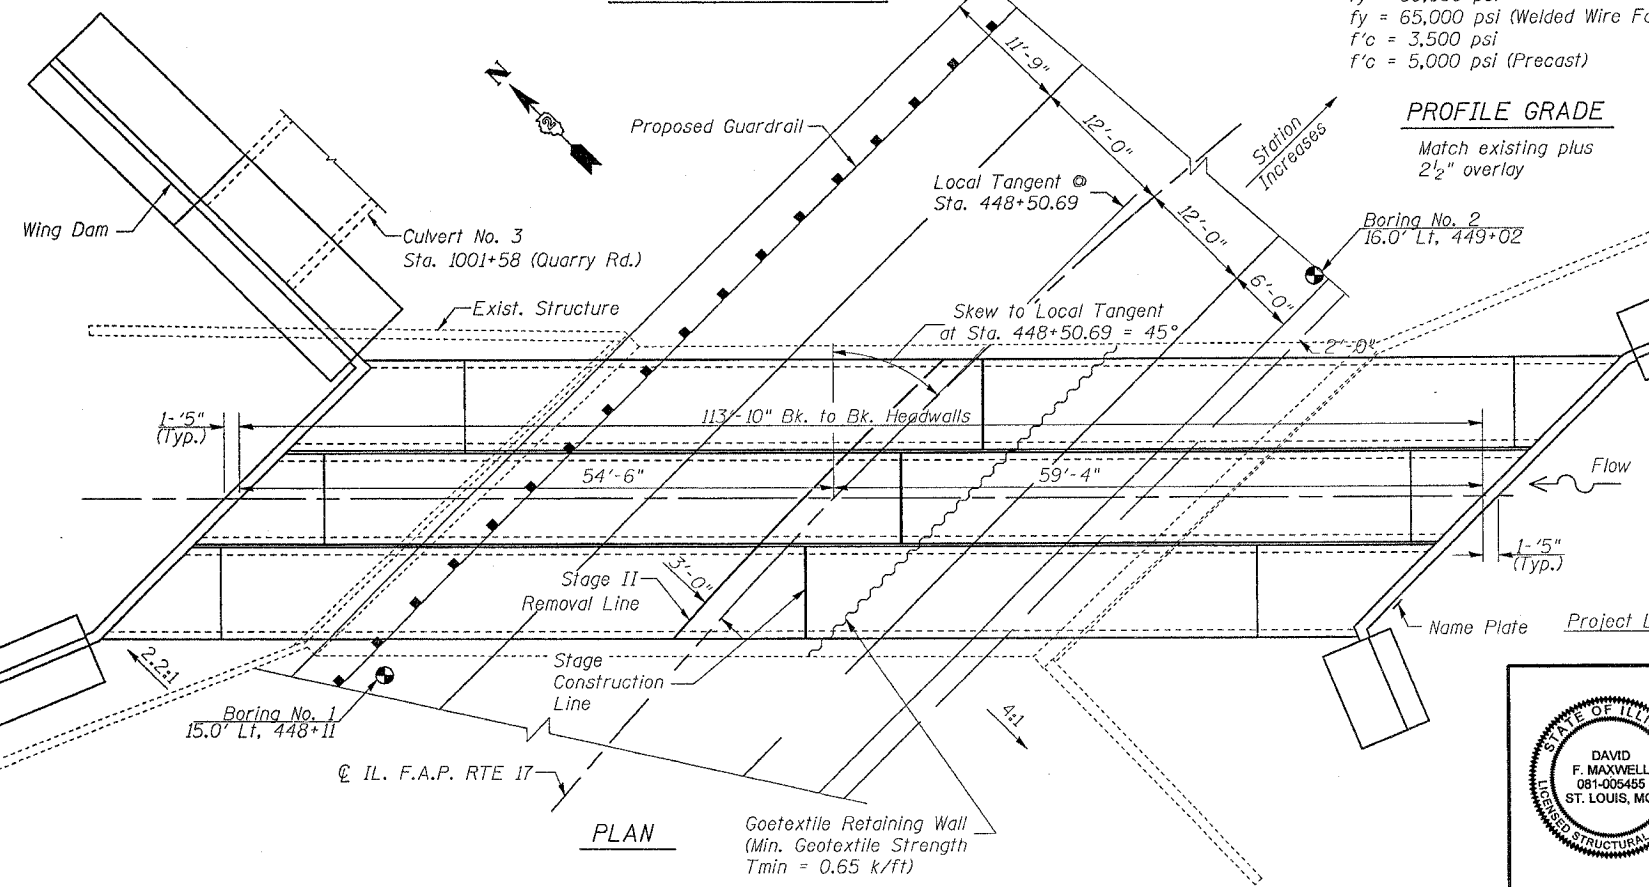 fy = 65,000 psi (Welded Wire
f'c = 3,500 psi
f'c = 5,000 psi (Precast)
PROFILE GRADE
Match existing plus
2½" overlay
N
2
11'-9"
12'-0"
12'-0"
6'-0"
2'-0"
Station
Increases
Proposed Guardrail
Local Tangent @
Sta. 448+50.69
Boring No. 2
16.0' Lt, 449+02
Wing Dam
Culvert No. 3
Sta. 1001+58 (Quarry Rd.)
Exist. Structure
Skew to Local Tangent
at Sta. 448+50.69 = 45°
1-'5"
(Typ.)
113'-10" Bk. to Bk. Headwalls
54'-6"
59'-4"
Flow
1-'5"
(Typ.)
3'-0"
Stage II
Removal Line
Name Plate
Project
2.2:1
Stage
Construction
Line
4:1
Boring No. 1
15.0' Lt, 448+11
℄ IL. F.A.P. RTE 17
PLAN
Goetextile Retaining Wall
(Min. Geotextile Strength
Tmin = 0.65 k/ft)
STATE OF
DAVID
F. MAXWELL
081-005455
ST. LOUIS,
LICENSED STRUCTURAL